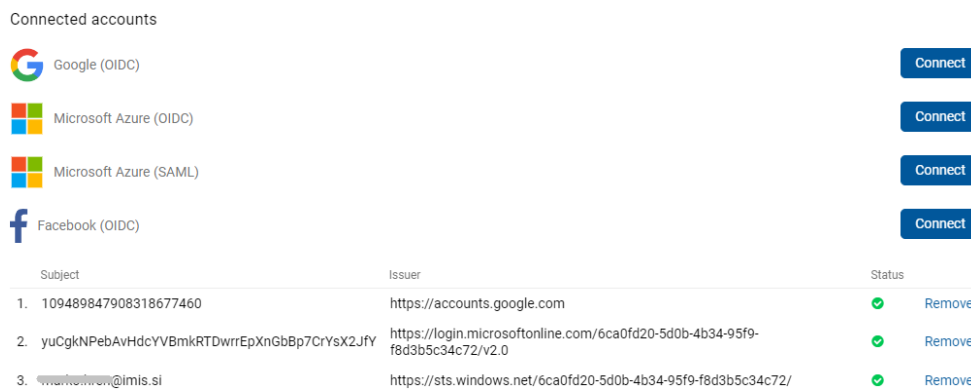 Connected accounts
Google (OIDC)
Connect
Microsoft Azure (OIDC)
Connect
Microsoft Azure (SAML)
Connect
Facebook (OIDC)
Connect
Subject Issuer Status
1. 109489847908318677460 https://accounts.google.com Remove
2. yuCgkNPebAvHdcYVBmkRTDwrrEpXnGbBp7CrYsX2JfY https://login.microsoftonline.com/6ca0fd20-5d0b-4b34-95f9-
f8d3b5c34c72/v2.0 Remove
3. @imis.si https://sts.windows.net/6ca0fd20-5d0b-4b34-95f9-f8d3b5c34c72/ Remove